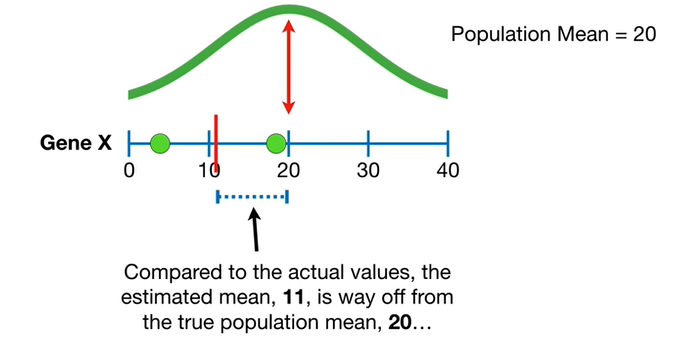 Population Mean = 20
Gene X
0 10 20 30 40
Compared to the actual values, the
estimated mean, 11, is way off from
the true population mean, 20…